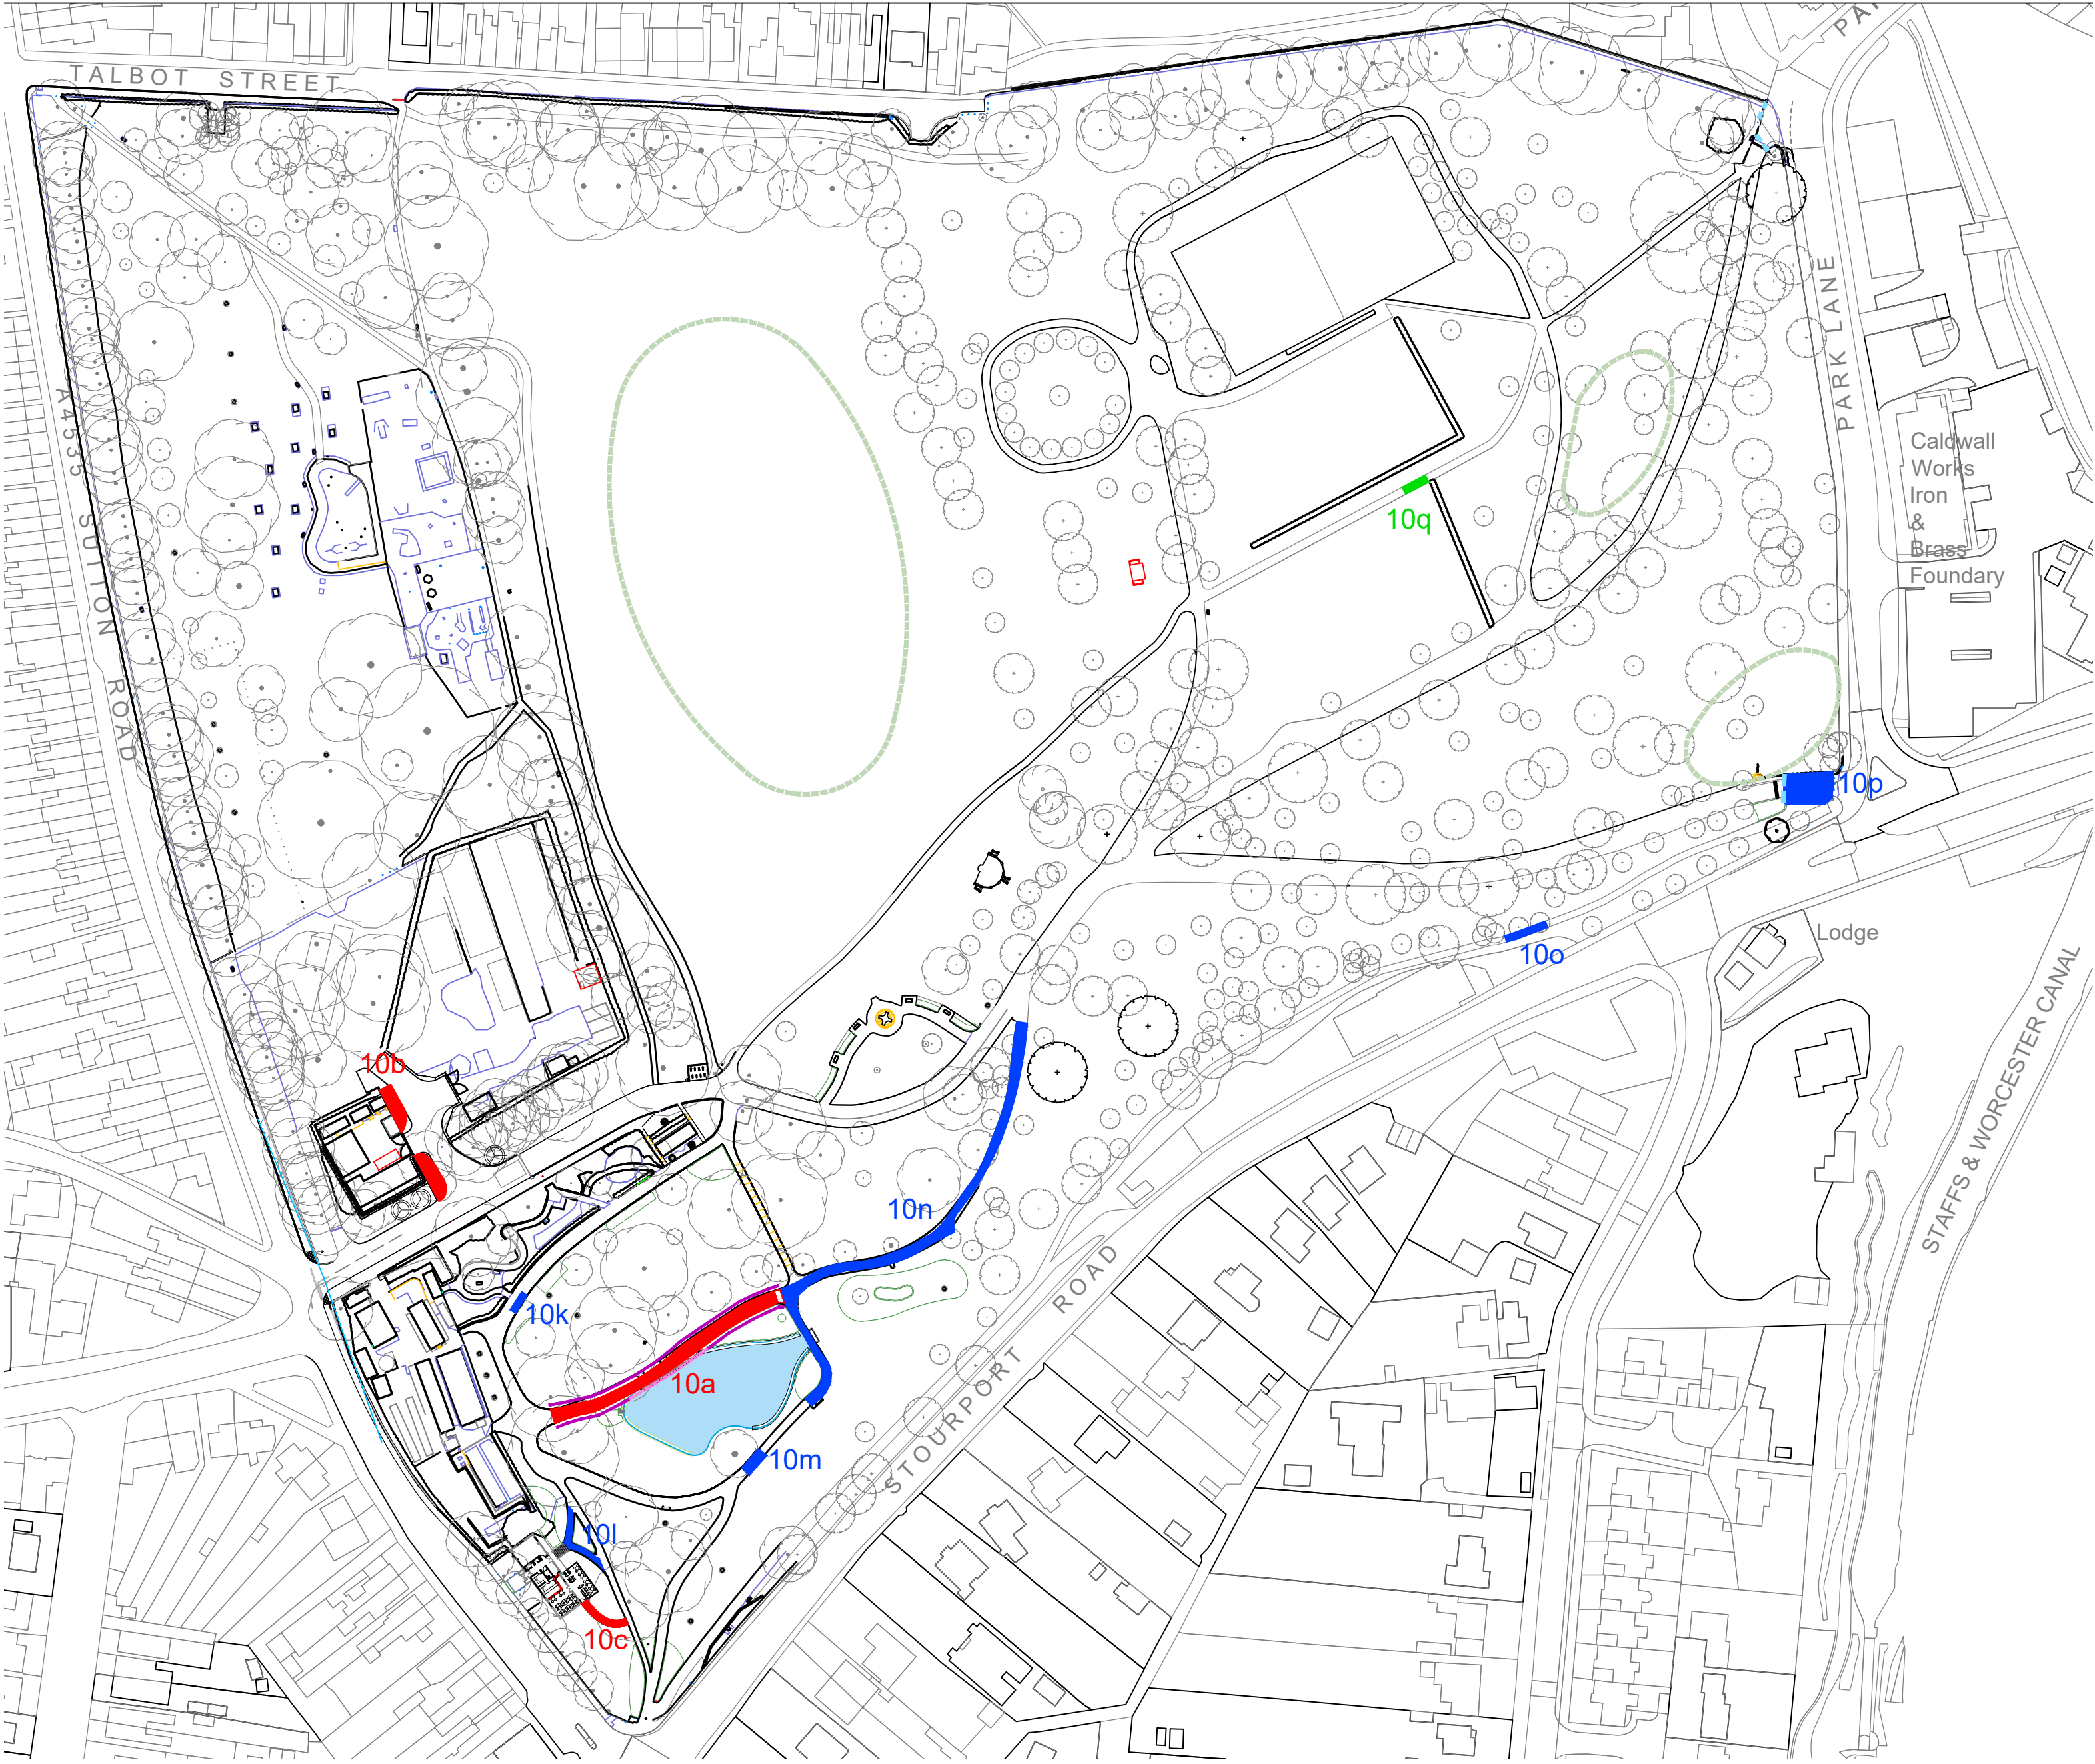 TALBOT STREET
PA
PARK LANE
A4535 SUTTON ROAD
Caldwall
Works
Iron
&
Brass
Foundary
10q
10p
Lodge
10o
STAFFS & WORCESTER CANAL
10b
10n
10k
10a
STOURPORT ROAD
10m
10l
10c